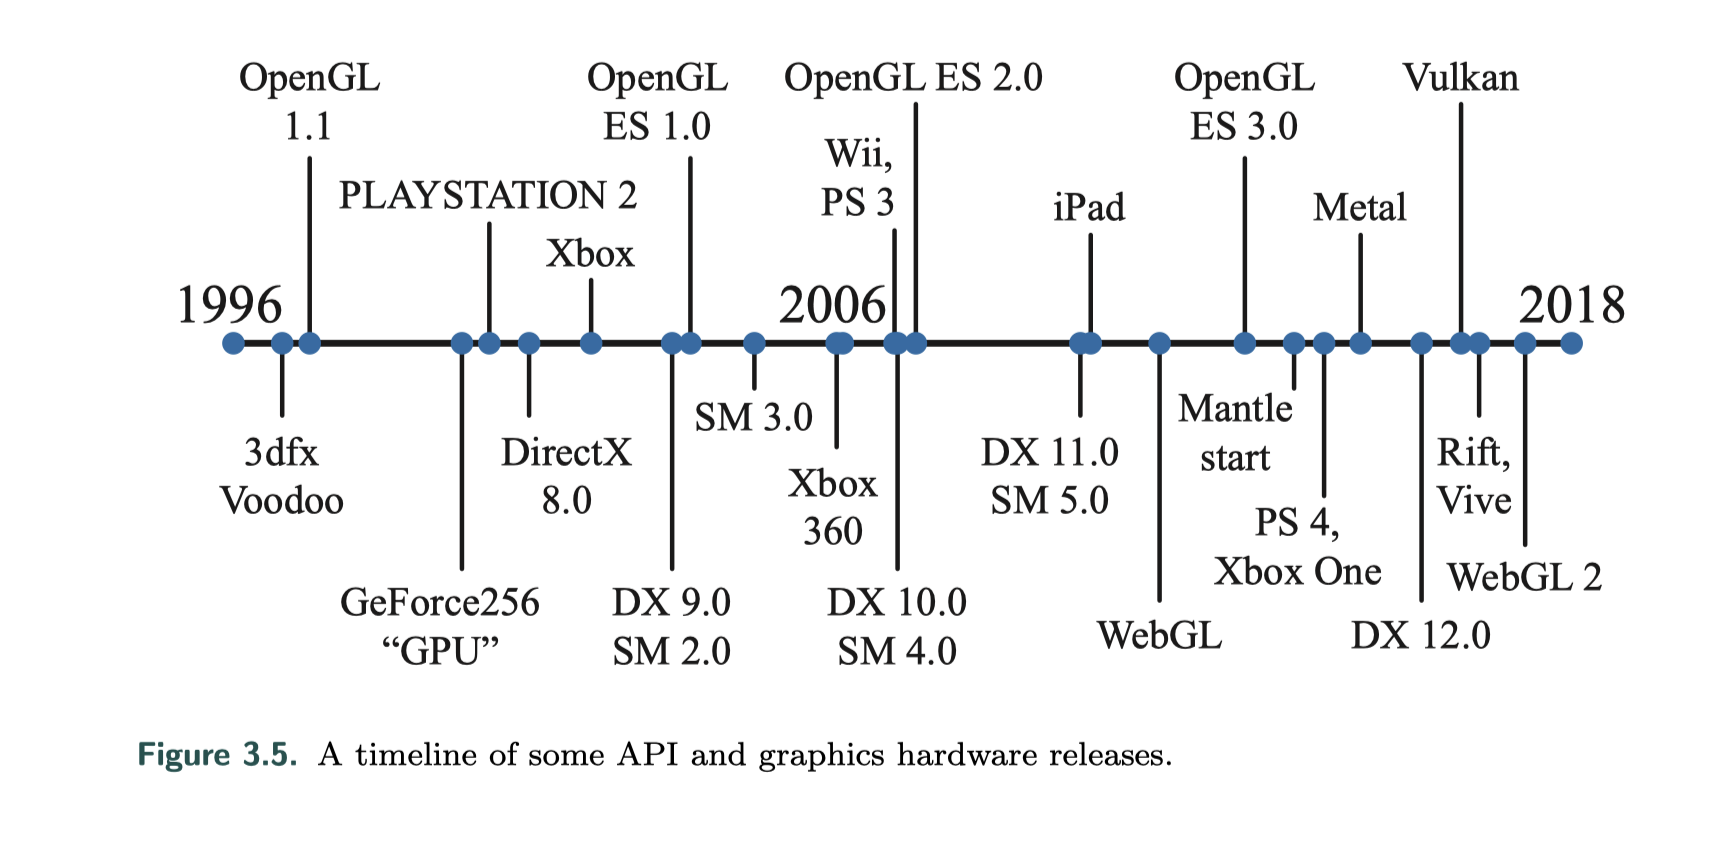 OpenGL
1.1
OpenGL
ES 1.0
OpenGL ES 2.0
OpenGL
ES 3.0
Vulkan
PLAYSTATION 2
Xbox
Wii,
PS 3
iPad
Metal
1996
2006
2018
3dfx
Voodoo
DirectX
8.0
SM 3.0
Xbox
360
DX 11.0
SM 5.0
Mantle
start
PS 4,
Xbox One
Rift,
Vive
WebGL 2
GeForce256
“GPU”
DX 9.0
SM 2.0
DX 10.0
SM 4.0
WebGL
DX 12.0
Figure 3.5. A timeline of some API and graphics hardware releases.